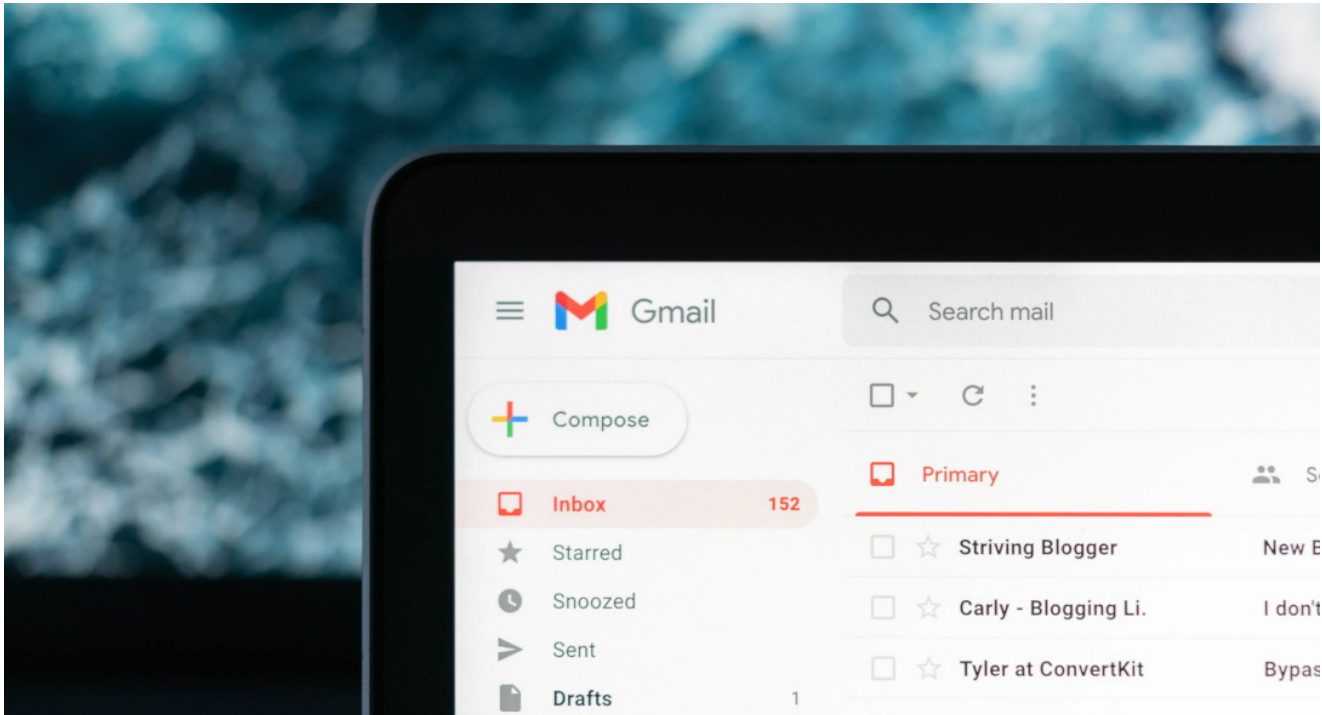 Gmail
Search mail
Compose
Primary
Inbox 152
Starred
Striving Blogger New
Snoozed
Carly - Blogging Li. I don't
Sent
Tyler at ConvertKit
Drafts 1